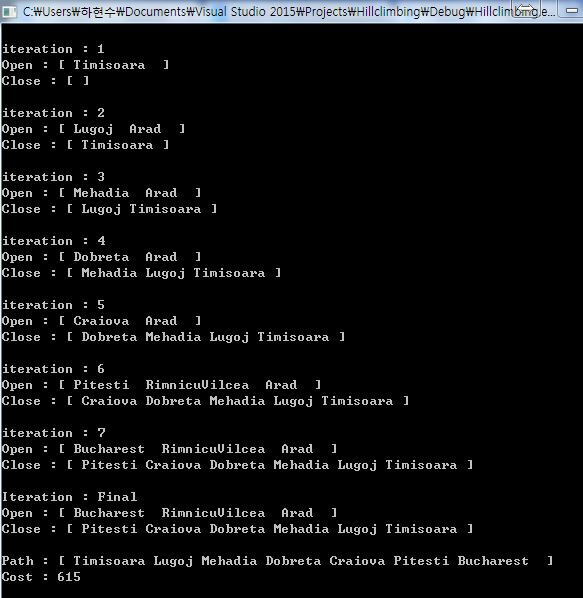 C:₩Users₩하현수₩Documents₩Visual Studio 2015₩Projects₩Hillclimbing₩Debug₩Hillclimbing.e...
iteration : 1
Open : [ Timisoara  ]
Close : [ ]
iteration : 2
Open : [ Lugoj  Arad  ]
Close : [ Timisoara ]
iteration : 3
Open : [ Mehadia  Arad  ]
Close : [ Lugoj Timisoara ]
iteration : 4
Open : [ Dobreta  Arad  ]
Close : [ Mehadia Lugoj Timisoara ]
iteration : 5
Open : [ Craiova  Arad  ]
Close : [ Dobreta Mehadia Lugoj Timisoara ]
iteration : 6
Open : [ Pitesti  RimnicuVilcea  Arad  ]
Close : [ Craiova Dobreta Mehadia Lugoj Timisoara ]
iteration : 7
Open : [ Bucharest  RimnicuVilcea  Arad  ]
Close : [ Pitesti Craiova Dobreta Mehadia Lugoj Timisoara ]
Iteration : Final
Open : [ Bucharest  RimnicuVilcea  Arad  ]
Close : [ Pitesti Craiova Dobreta Mehadia Lugoj Timisoara ]
Path : [ Timisoara Lugoj Mehadia Dobreta Craiova Pitesti Bucharest  ]
Cost : 615